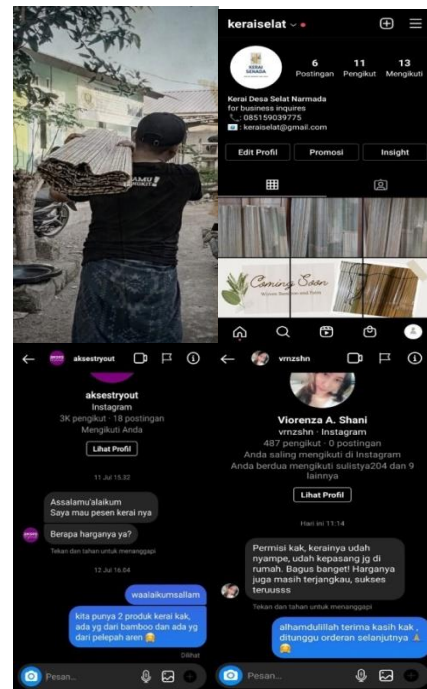 keraiselat
KERAI
SERADA
6
11
13
Postingan
Pengikut
Mengikuti
Kerai Desa Selat Narmada
for business inquires
: 085159039775
: keraiselat@gmail.com
Edit Profil
Promosi
Insight
Coming Soon
aksestryout
aksestryout
Instagram
3K pengikut · 18 postingan
Mengikuti Anda
Lihat Profil
11 Jul 15.32
Assalamu'alaikum
Saya mau pesen kerai nya
Berapa harganya ya?
Tekan dan tahan untuk menanggapi
12 Jul 16.04
waalaikumsallam
kita punya 2 produk kerai kak,
ada yg dari bamboo dan ada yg
dari pelepah aren
Dilihat
Pesan...
vrnzshn
Viorenza A. Shani
vrnzshn · Instagram
487 pengikut · 0 postingan
Anda saling mengikuti di Instagram
Anda berdua mengikuti sulistya204 dan 9
lainnya
Lihat Profil
Hari ini 11:14
Permisi kak, kerainya udah
nyampe, udah kepasang jg di
rumah. Bagus banget! Harganya
juga masih terjangkau, sukses
teruusss
Tekan dan tahan untuk menanggapi
alhamdulillah terima kasih kak ,
ditunggu orderan selanjutnya
Pesan...